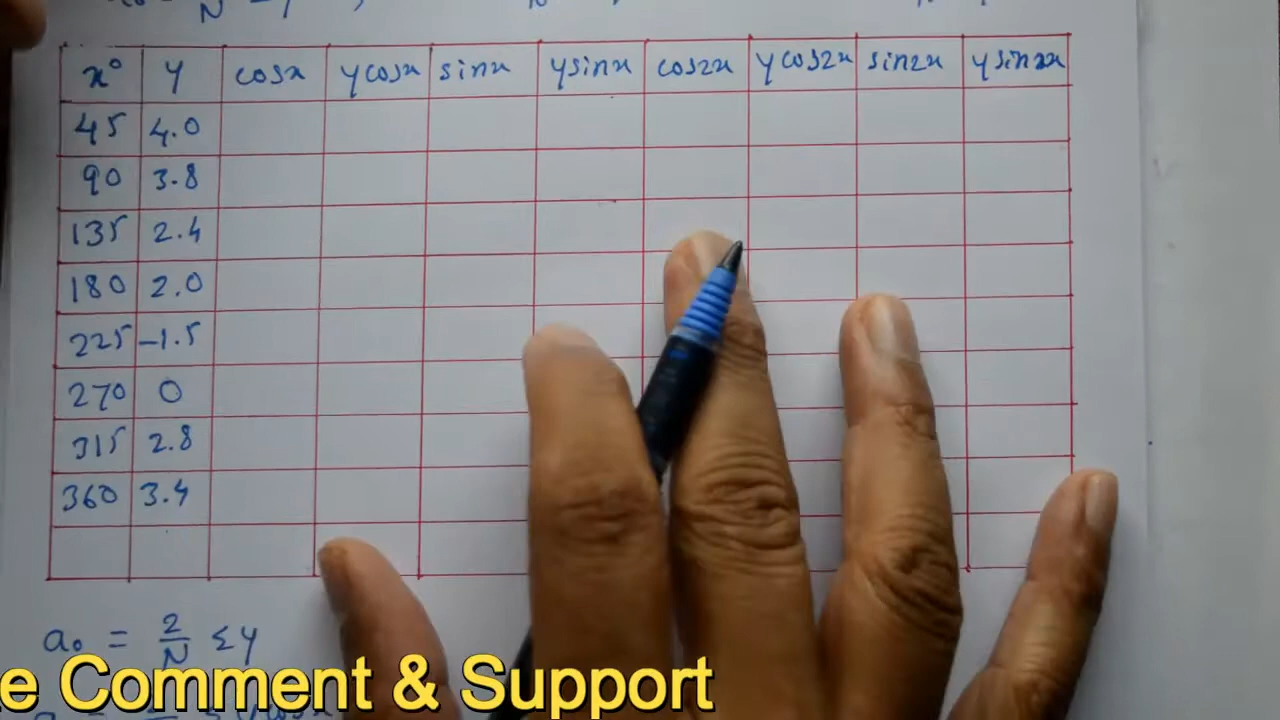 x° y cosx ycosx sinx ysinx cos2x ycos2x sin2x ysin2x
45 4.0
90 3.8
135 2.4
180 2.0
225 -1.5
270 0
315 2.8
360 3.4
a₀ = 2/N Σy
e Comment & Support